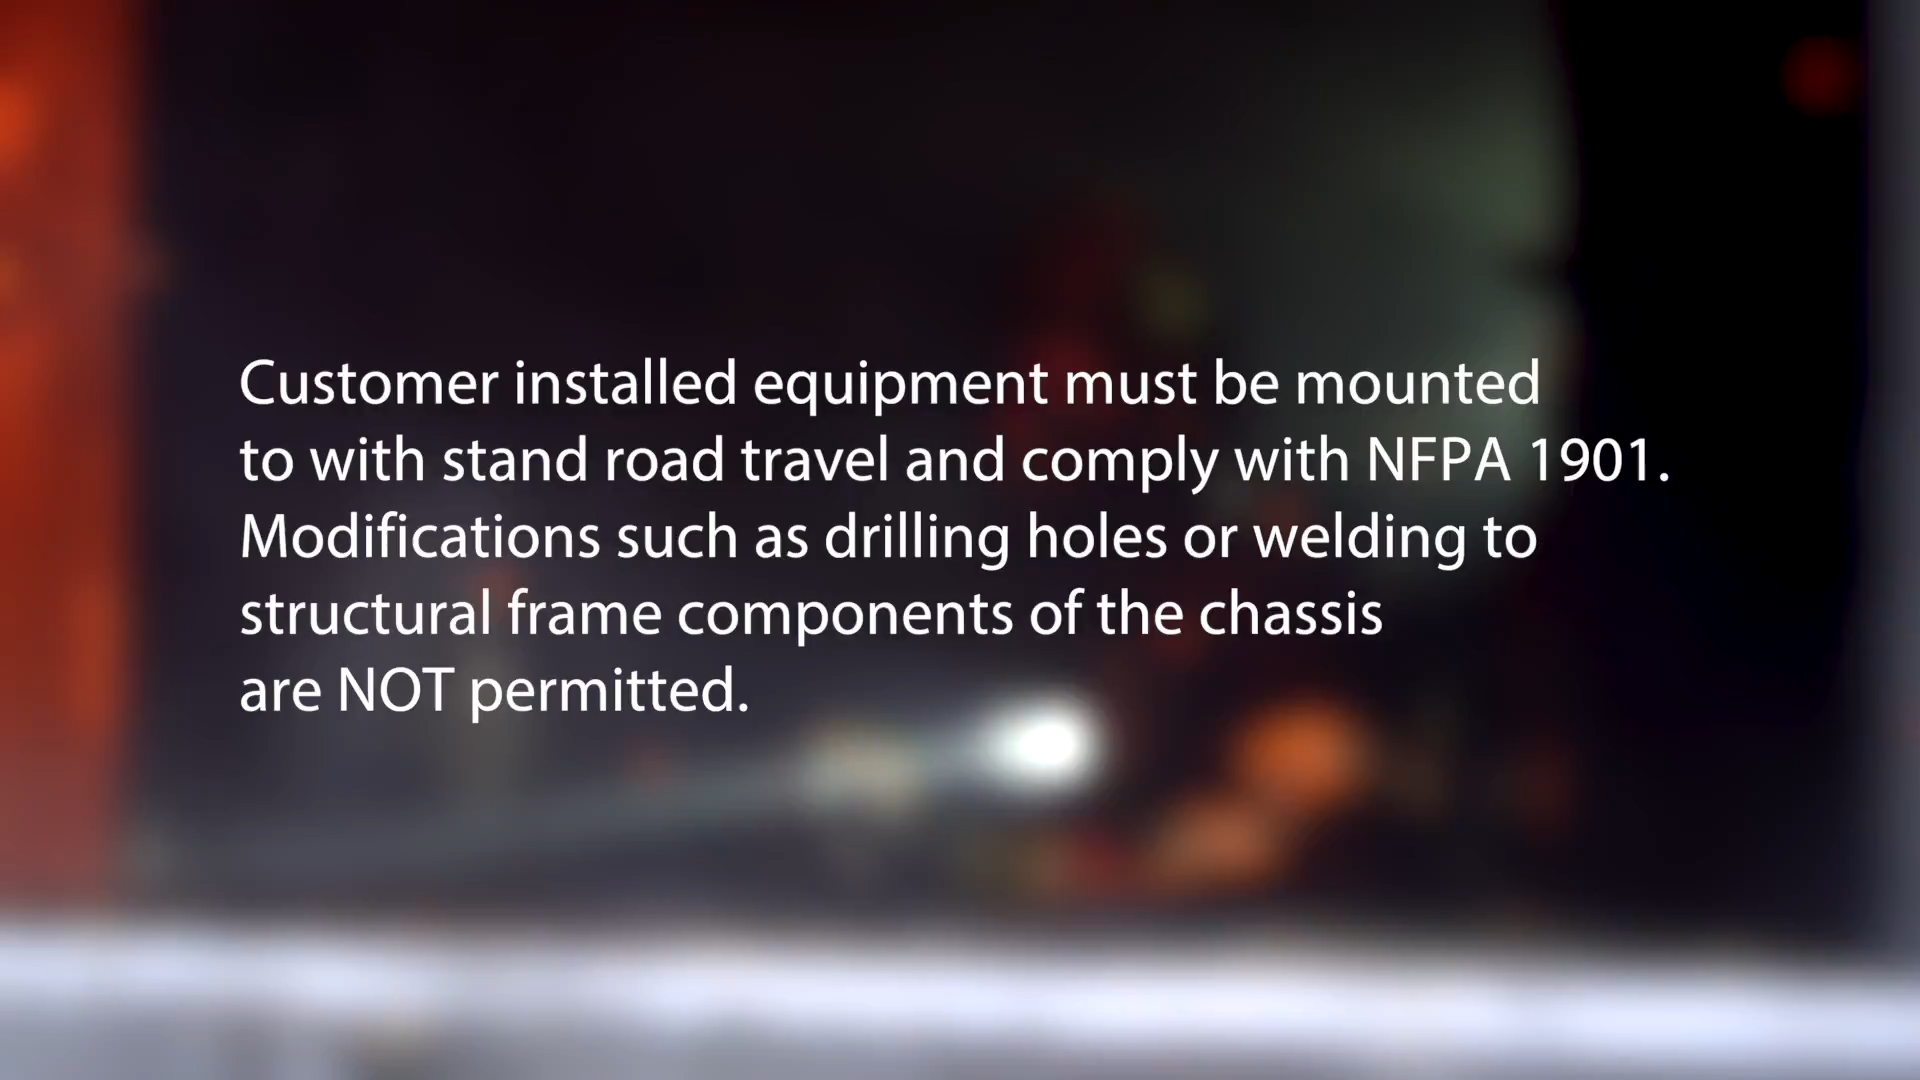 Customer installed equipment must be mounted
to with stand road travel and comply with NFPA 1901.
Modifications such as drilling holes or welding to
structural frame components of the chassis
are NOT permitted.